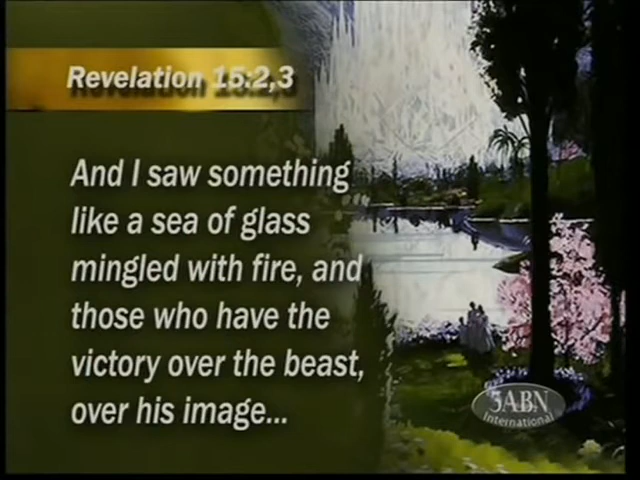 Revelation 15:2,3
And I saw something
like a sea of glass
mingled with fire, and
those who have the
victory over the beast,
over his image...
3ABN
International